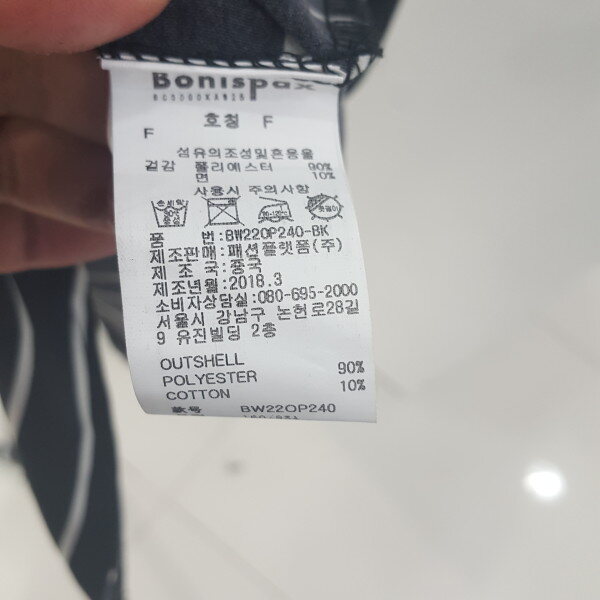 Bonispax
호칭 F
F
섬유의조성및혼용율
겉감 폴리에스터 90%
면 10%
사용시 주의사항
품 번:BW22OP240-BK
제조판매:패션플랫폼(주)
제 조 국:중국
제조년월:2018.3
소비자상담실:080-695-2000
서울시 강남구 논현로28길
9 유진빌딩 2층
OUTSHELL
POLYESTER 90%
COTTON 10%
款号 BW22OP240